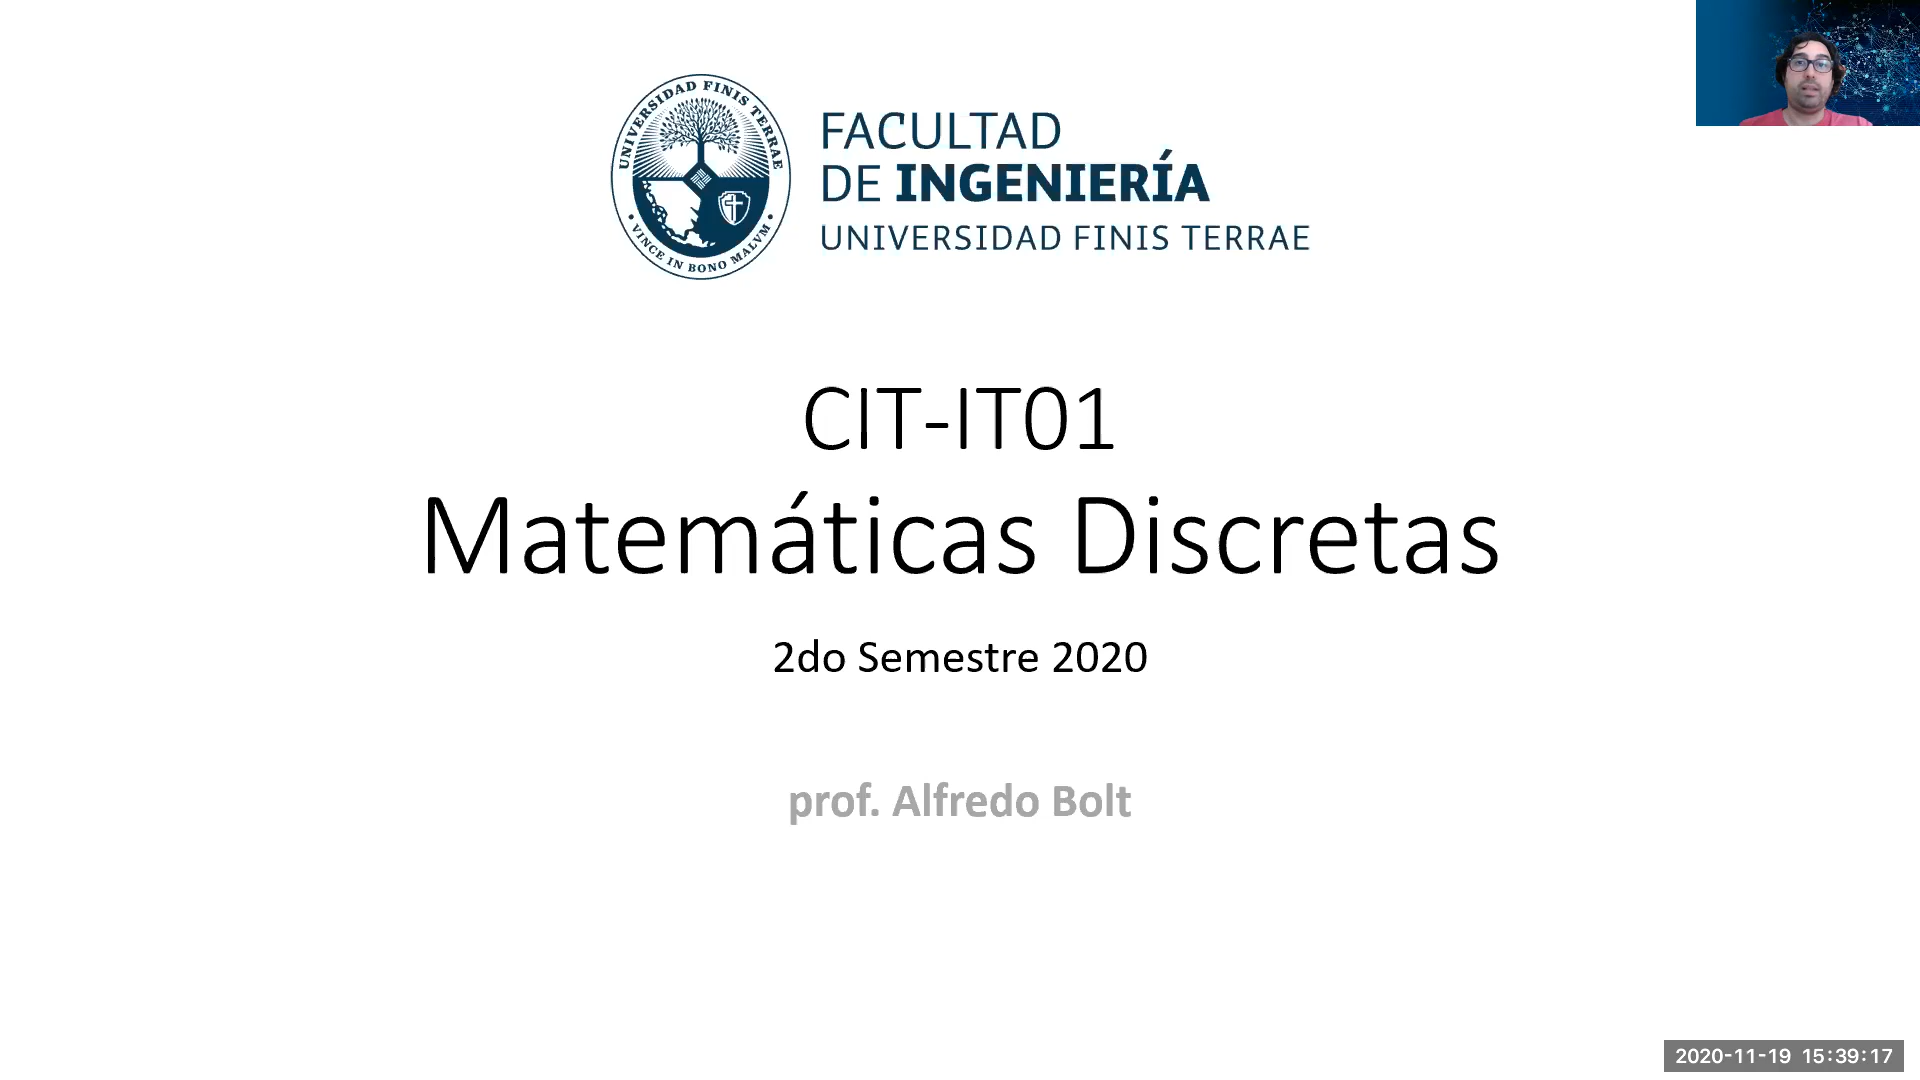 UNIVERSIDAD FINIS TERRAE
• VINCE IN BONO MALVM •
FACULTAD
DE INGENIERÍA
UNIVERSIDAD FINIS TERRAE
CIT-IT01
Matemáticas Discretas
2do Semestre 2020
prof. Alfredo Bolt
2020-11-19 15:39:17